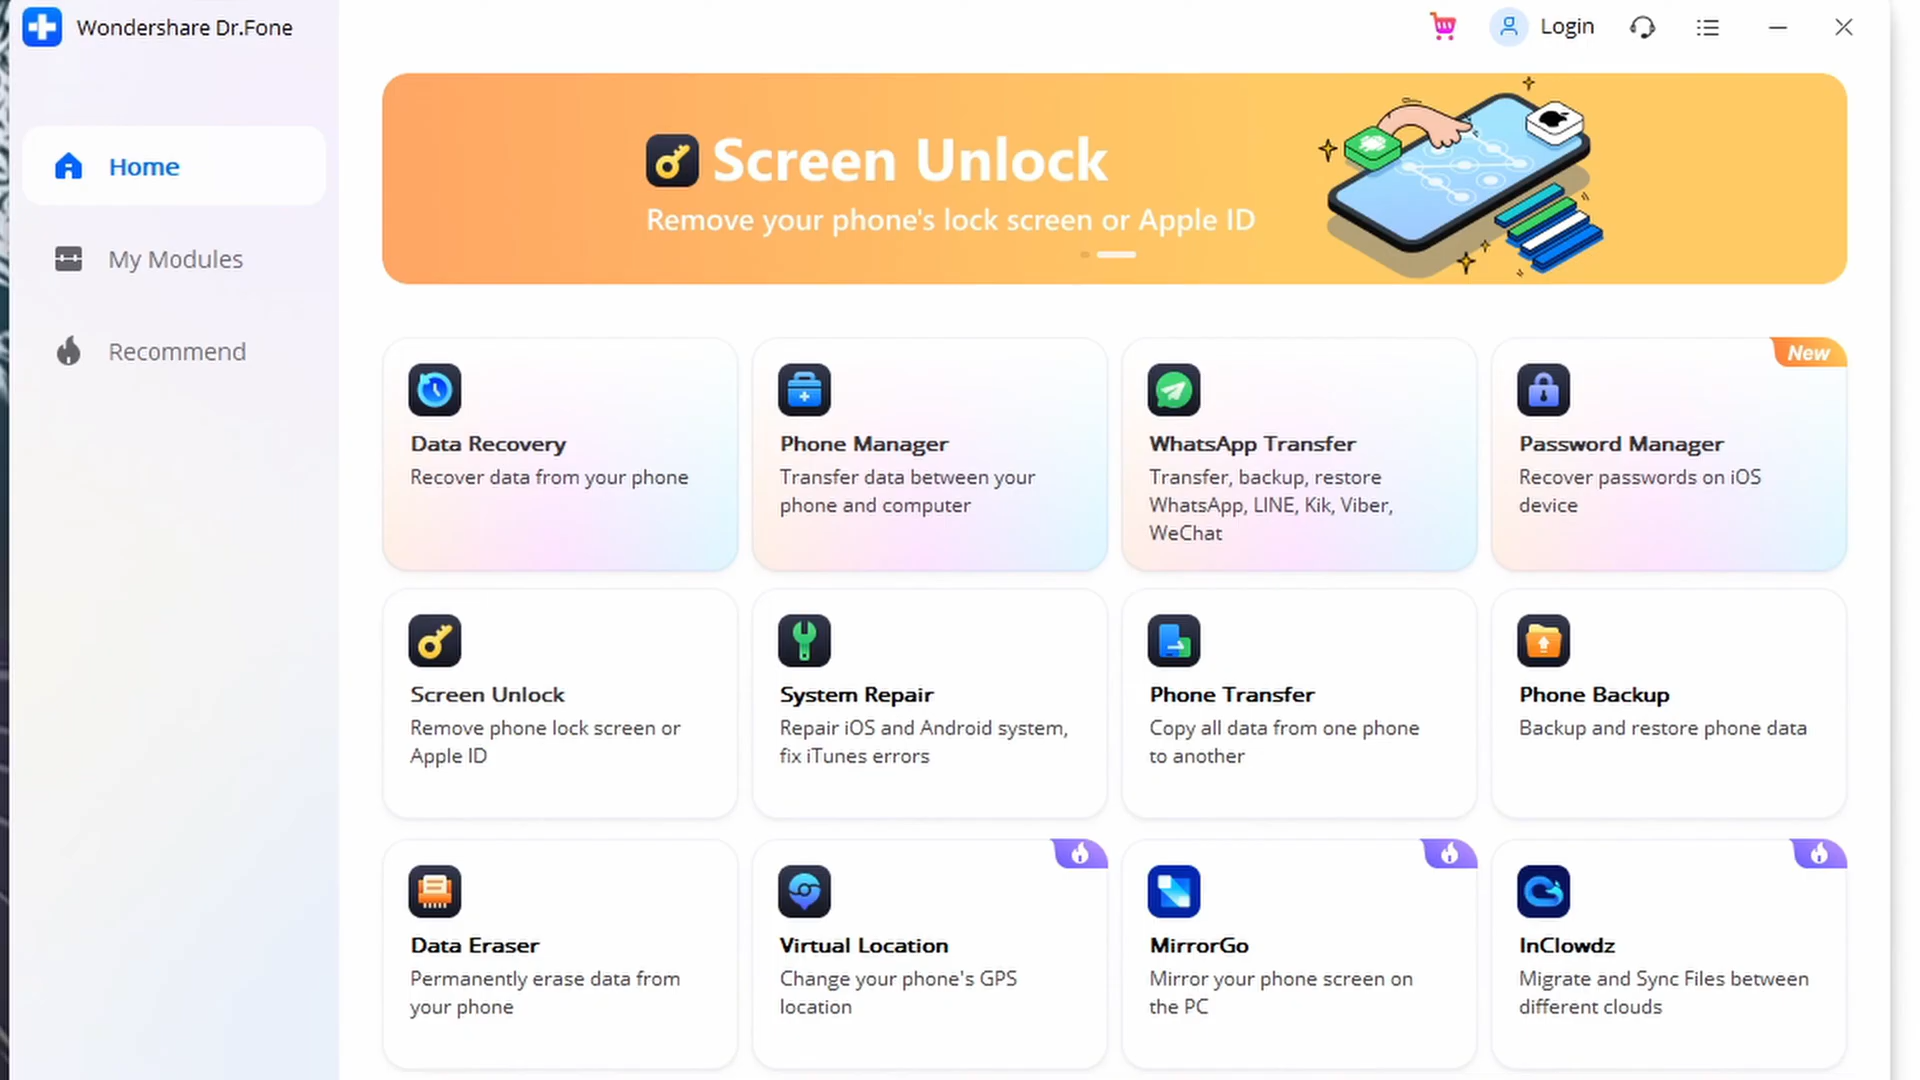 Wondershare Dr.Fone
Login
Home
My Modules
Recommend
Screen Unlock
Remove your phone's lock screen or Apple ID
New
Data Recovery
Recover data from your phone
Phone Manager
Transfer data between your
phone and computer
WhatsApp Transfer
Transfer, backup, restore
WhatsApp, LINE, Kik, Viber,
WeChat
Password Manager
Recover passwords on iOS
device
Screen Unlock
Remove phone lock screen or
Apple ID
System Repair
Repair iOS and Android system,
fix iTunes errors
Phone Transfer
Copy all data from one phone
to another
Phone Backup
Backup and restore phone data
Data Eraser
Permanently erase data from
your phone
Virtual Location
Change your phone's GPS
location
MirrorGo
Mirror your phone screen on
the PC
InClowdz
Migrate and Sync Files between
different clouds